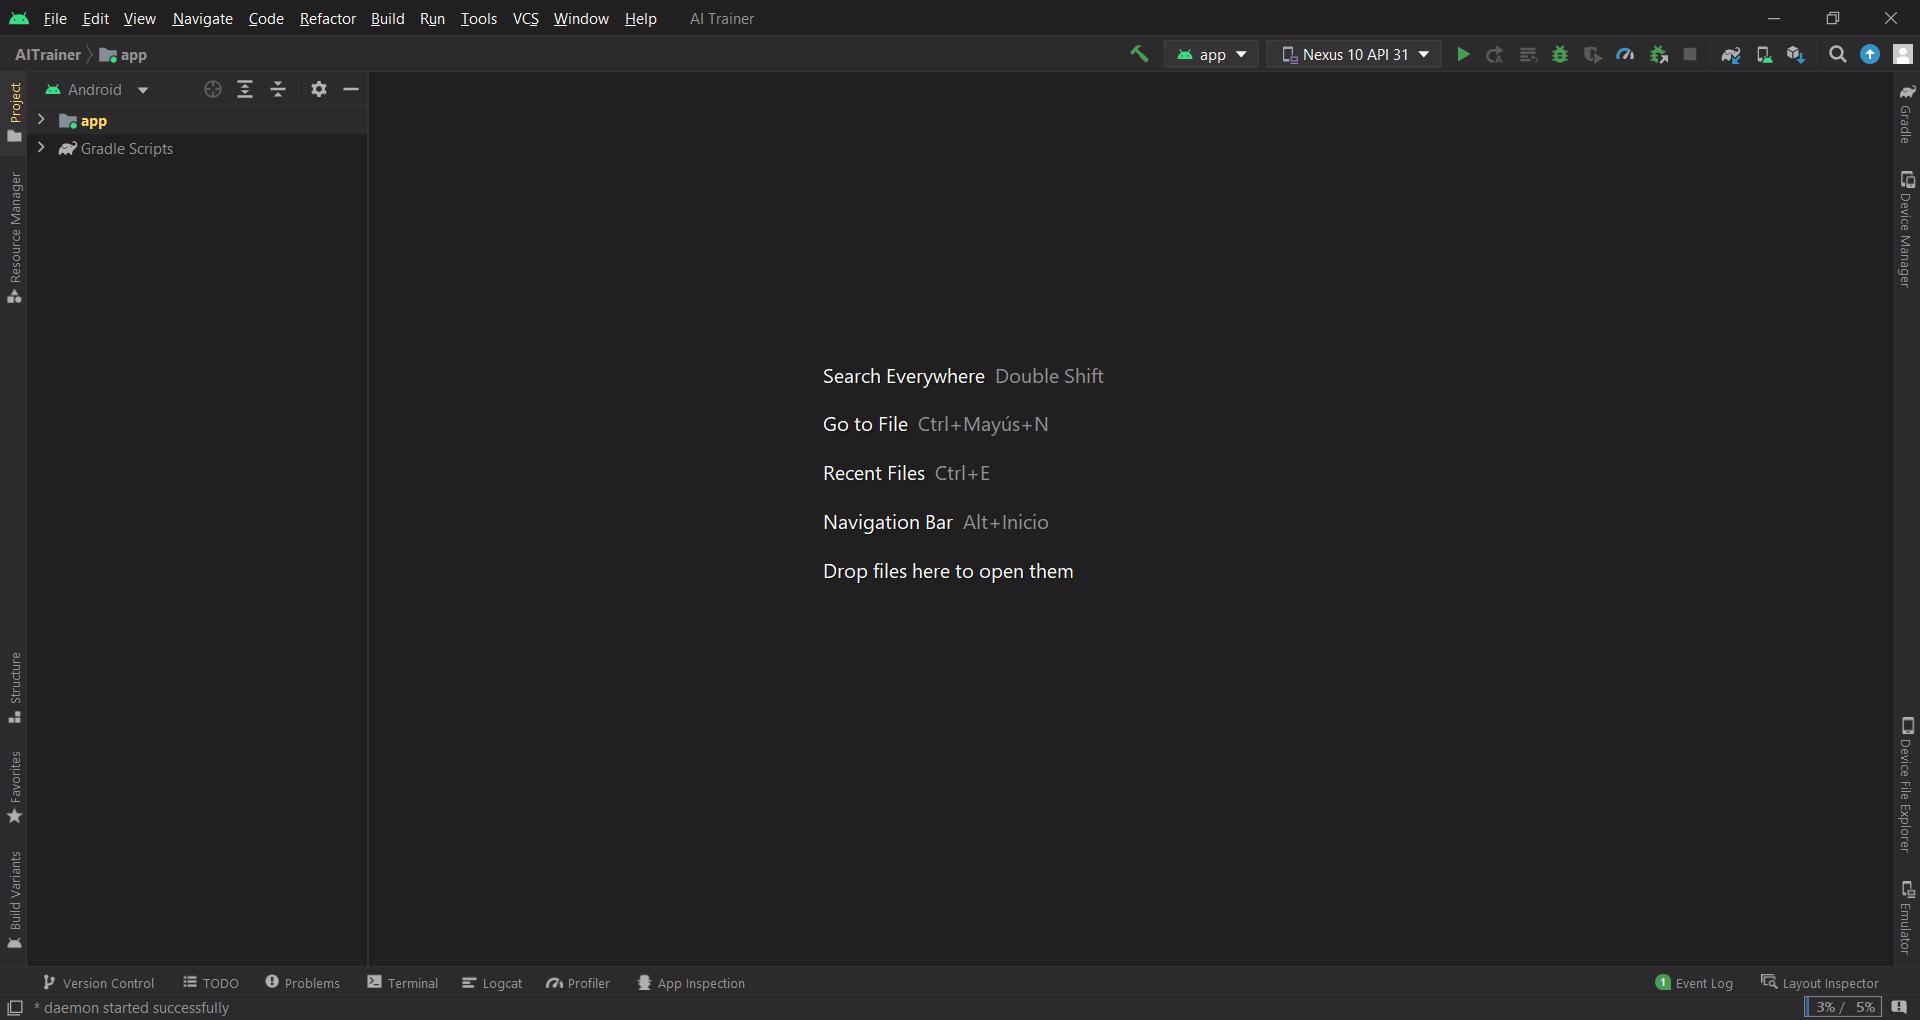 File Edit View Navigate Code Refactor Build Run Tools VCS Window Help AI Trainer
AITrainer app
app Nexus 10 API 31
Android
app
Gradle Scripts
Project
Resource Manager
Structure
Favorites
Build Variants
Search Everywhere Double Shift
Go to File Ctrl+Mayús+N
Recent Files Ctrl+E
Navigation Bar Alt+Inicio
Drop files here to open them
Gradle
Device Manager
Device File Explorer
Emulator
Version Control TODO Problems Terminal Logcat Profiler App Inspection 1 Event Log Layout Inspector
* daemon started successfully 3% / 5%